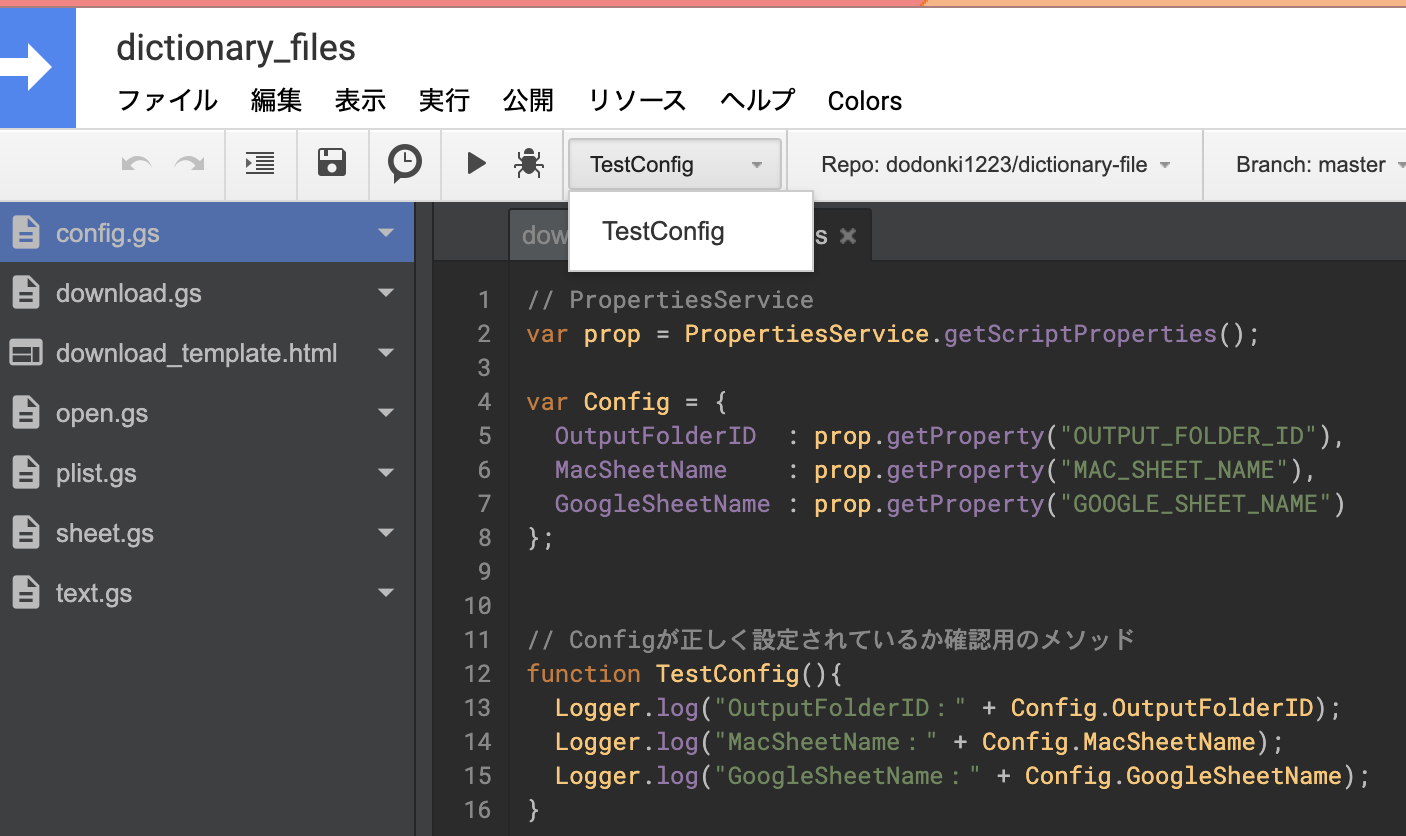 dictionary_files
ファイル 編集 表示 実行 公開 リソース ヘルプ Colors
TestConfig Repo: dodonki1223/dictionary-file Branch: master
TestConfig
config.gs
download.gs
download_template.html
open.gs
plist.gs
sheet.gs
text.gs
dow s ×
1 // PropertiesService
2 var prop = PropertiesService.getScriptProperties();
3
4 var Config = {
5 OutputFolderID : prop.getProperty("OUTPUT_FOLDER_ID"),
6 MacSheetName : prop.getProperty("MAC_SHEET_NAME"),
7 GoogleSheetName : prop.getProperty("GOOGLE_SHEET_NAME")
8 };
9
10
11 // Configが正しく設定されているか確認用のメソッド
12 function TestConfig(){
13 Logger.log("OutputFolderID：" + Config.OutputFolderID);
14 Logger.log("MacSheetName：" + Config.MacSheetName);
15 Logger.log("GoogleSheetName：" + Config.GoogleSheetName);
16 }